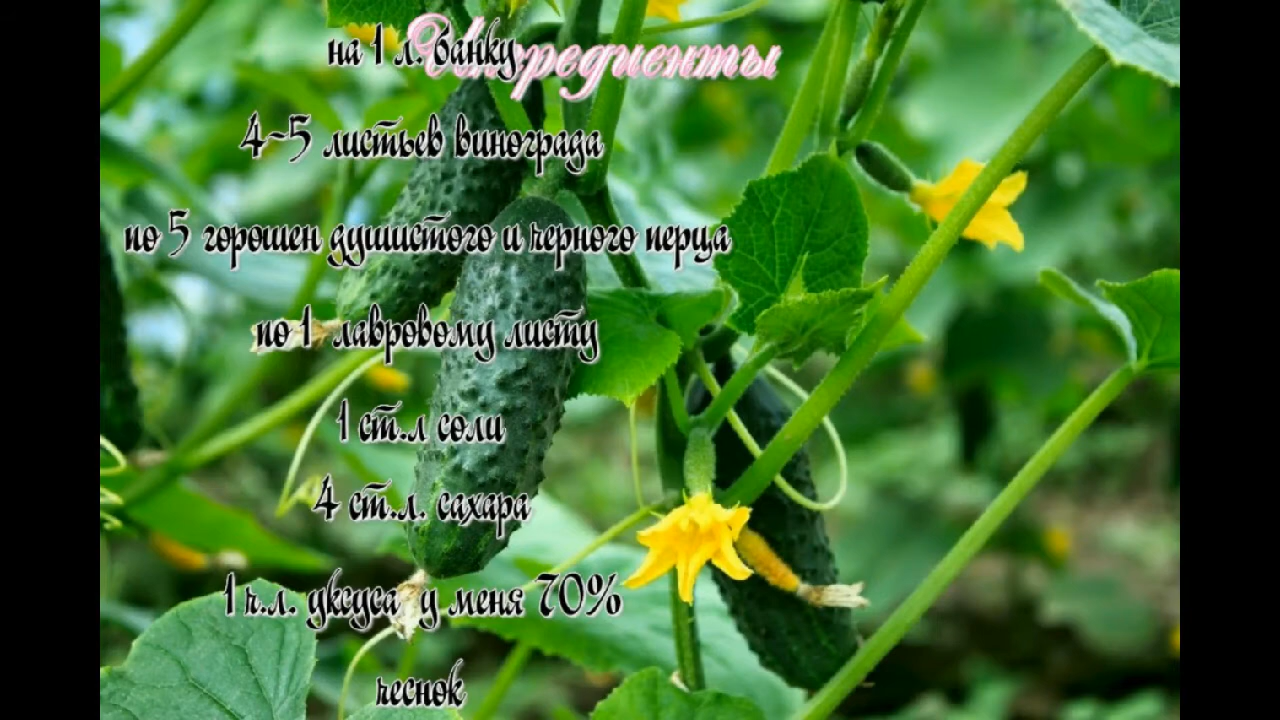 Ингредиенты
на 1 л. банку
4-5 листьев винограда
по 5 горошен душистого и черного перца
по 1 лавровому листу
1 ст.л соли
4 ст.л. сахара
1 ч.л. уксуса у меня 70%
чеснок